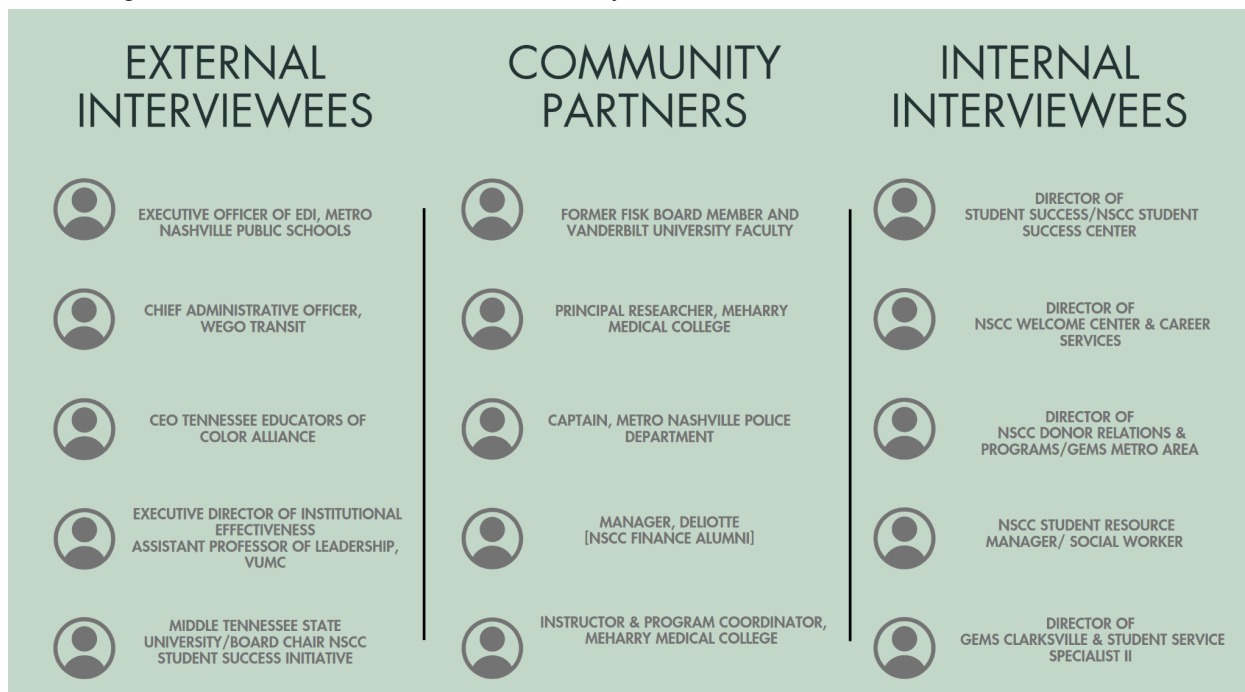 EXTERNAL
INTERVIEWEES
EXECUTIVE OFFICER OF EDI, METRO
NASHVILLE PUBLIC SCHOOLS
CHIEF ADMINISTRATIVE OFFICER,
WEGO TRANSIT
CEO TENNESSEE EDUCATORS OF
COLOR ALLIANCE
EXECUTIVE DIRECTOR OF INSTITUTIONAL
EFFECTIVENESS
ASSISTANT PROFESSOR OF LEADERSHIP,
VUMC
MIDDLE TENNESSEE STATE
UNIVERSITY/BOARD CHAIR NSCC
STUDENT SUCCESS INITIATIVE
COMMUNITY
PARTNERS
FORMER FISK BOARD MEMBER AND
VANDERBILT UNIVERSITY FACULTY
PRINCIPAL RESEARCHER, MEHARRY
MEDICAL COLLEGE
CAPTAIN, METRO NASHVILLE POLICE
DEPARTMENT
MANAGER, DELIOTTE
[NSCC FINANCE ALUMNI]
INSTRUCTOR & PROGRAM COORDINATOR,
MEHARRY MEDICAL COLLEGE
INTERNAL
INTERVIEWEES
DIRECTOR OF
STUDENT SUCCESS/NSCC STUDENT
SUCCESS CENTER
DIRECTOR OF
NSCC WELCOME CENTER & CAREER
SERVICES
DIRECTOR OF
NSCC DONOR RELATIONS &
PROGRAMS/GEMS METRO AREA
NSCC STUDENT RESOURCE
MANAGER/ SOCIAL WORKER
DIRECTOR OF
GEMS CLARKSVILLE & STUDENT SERVICE
SPECIALIST II